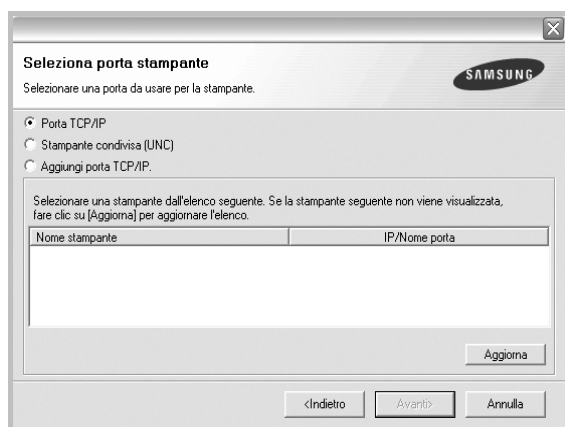 Seleziona porta stampante
Selezionare una porta da usare per la stampante.
SAMSUNG
Porta TCP/IP
Stampante condivisa (UNC)
Aggiungi porta TCP/IP.
Selezionare una stampante dall'elenco seguente. Se la stampante seguente non viene visualizzata,
fare clic su [Aggiorna] per aggiornare l'elenco.
Nome stampante IP/Nome porta
Aggiorna
<Indietro Avanti> Annulla